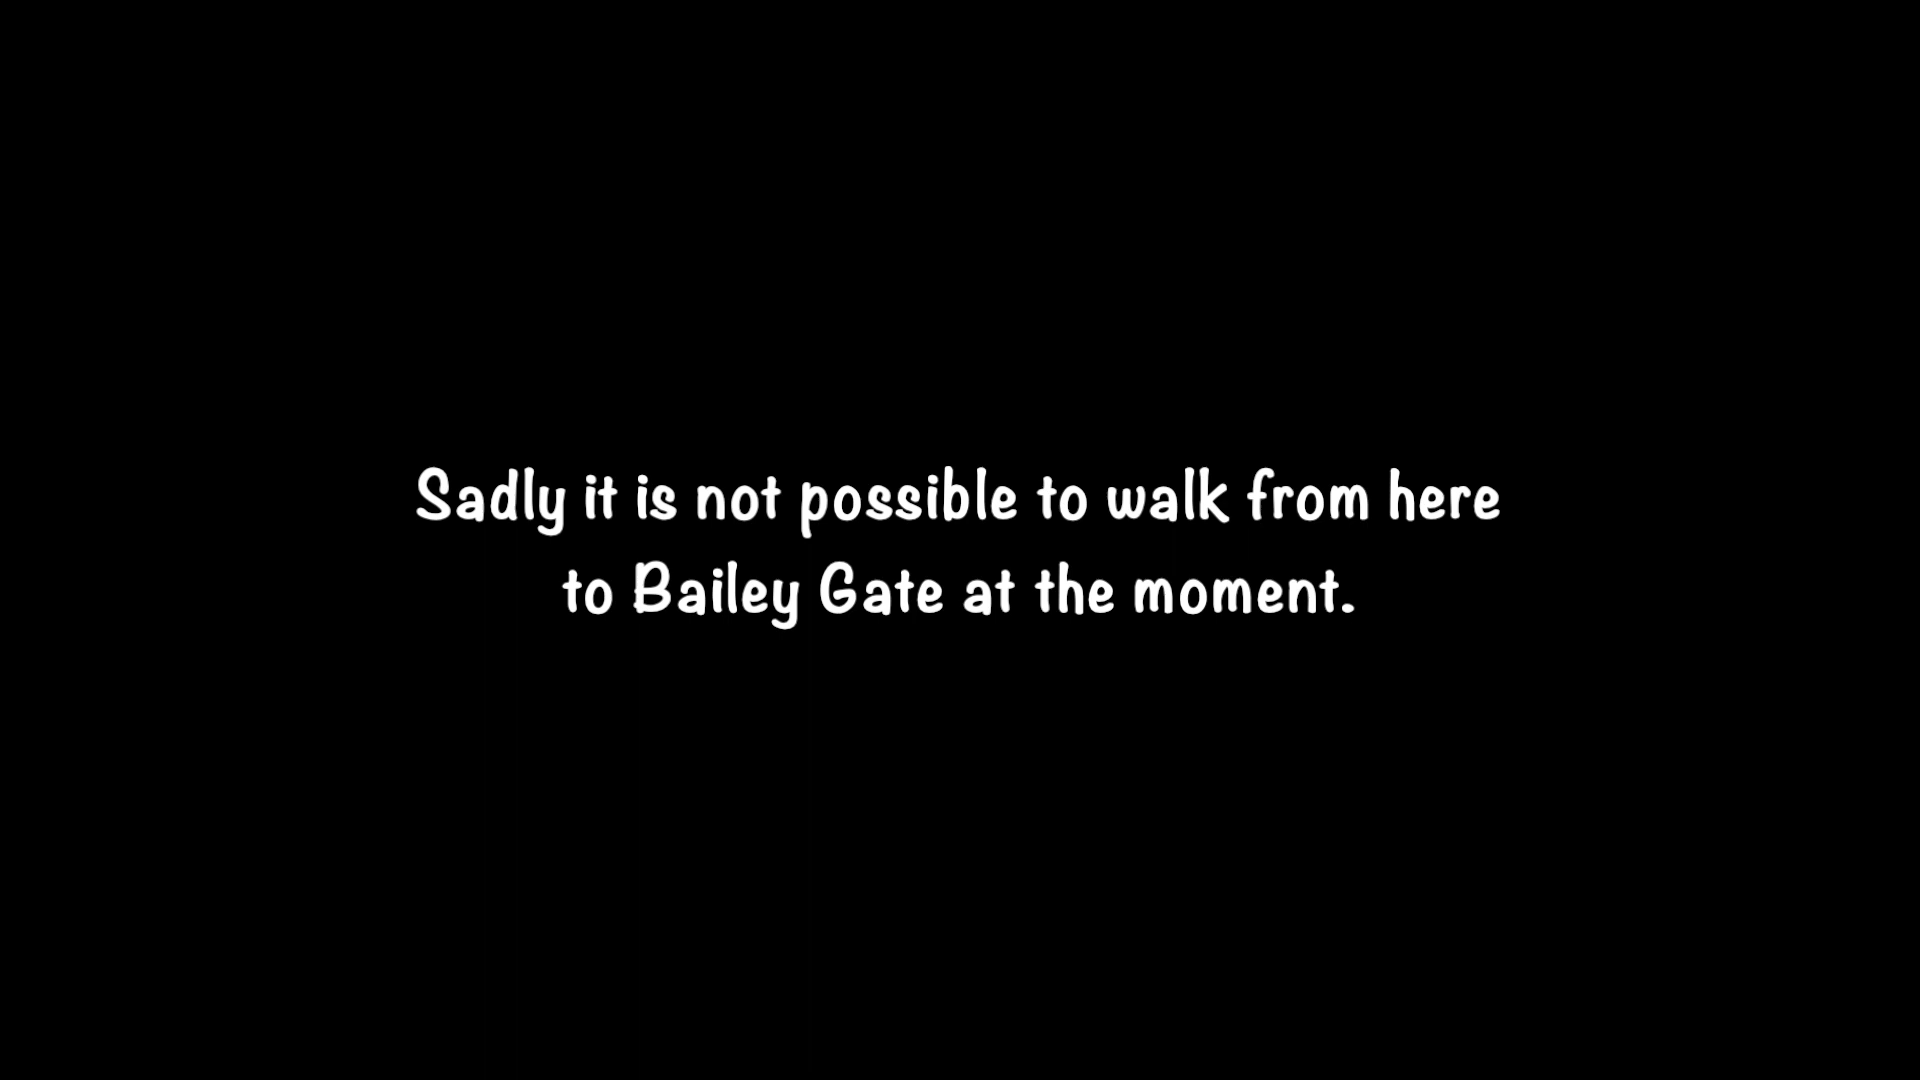 Sadly it is not possible to walk from here
to Bailey Gate at the moment.